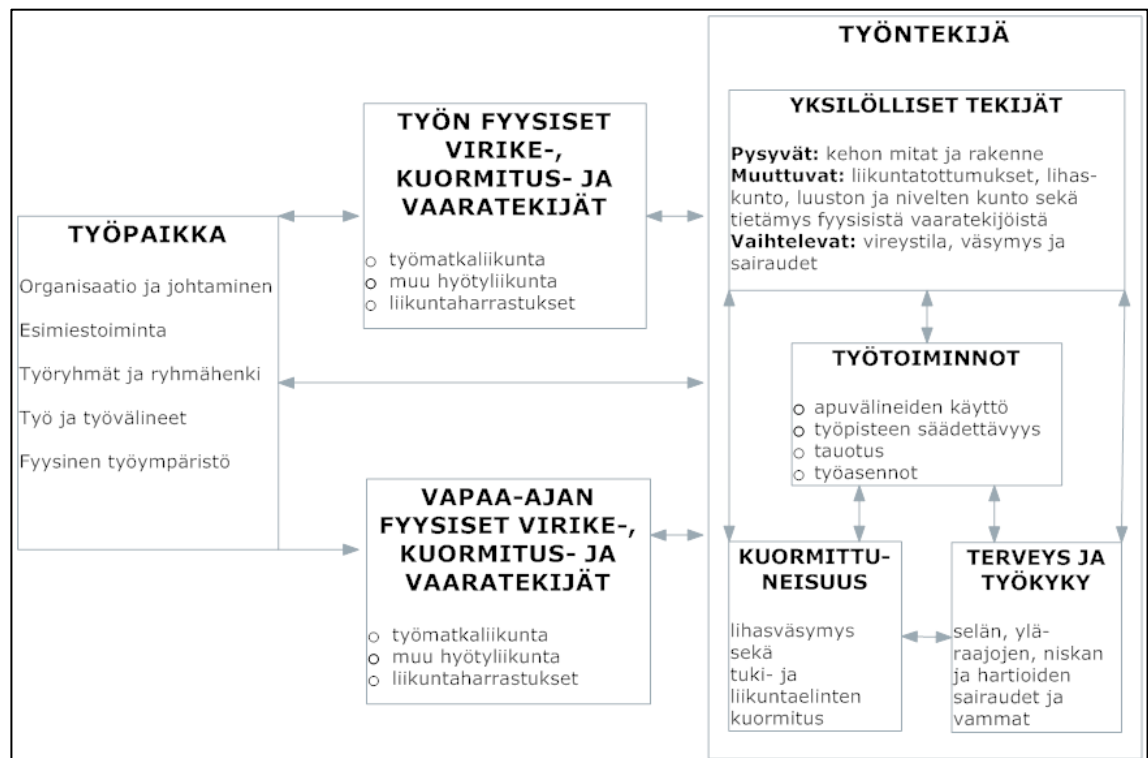 TYÖPAIKKA
Organisaatio ja johtaminen
Esimiestoiminta
Työryhmät ja ryhmähenki
Työ ja työvälineet
Fyysinen työympäristö
TYÖN FYYSISET
VIRIKE-,
KUORMITUS- JA
VAARATEKIJÄT
työmatkaliikunta
muu hyötyliikunta
liikuntaharrastukset
VAPAA-AJAN
FYYSISET VIRIKE-,
KUORMITUS- JA
VAARATEKIJÄT
työmatkaliikunta
muu hyötyliikunta
liikuntaharrastukset
TYÖNTEKIJÄ
YKSILÖLLISET TEKIJÄT
Pysyvät: kehon mitat ja rakenne
Muuttuvat: liikuntatottumukset, lihas-
kunto, luuston ja nivelten kunto sekä
tietämys fyysisistä vaaratekijöistä
Vaihtelevat: vireystila, väsymys ja
sairaudet
TYÖTOIMINNOT
apuvälineiden käyttö
työpisteen säädettävyys
tauotus
työasennot
KUORMITTU-
NEISUUS
lihasväsymys
sekä
tuki- ja
liikuntaelinten
kuormitus
TERVEYS JA
TYÖKYKY
selän, ylä-
raajojen, niskan
ja hartioiden
sairaudet ja
vammat